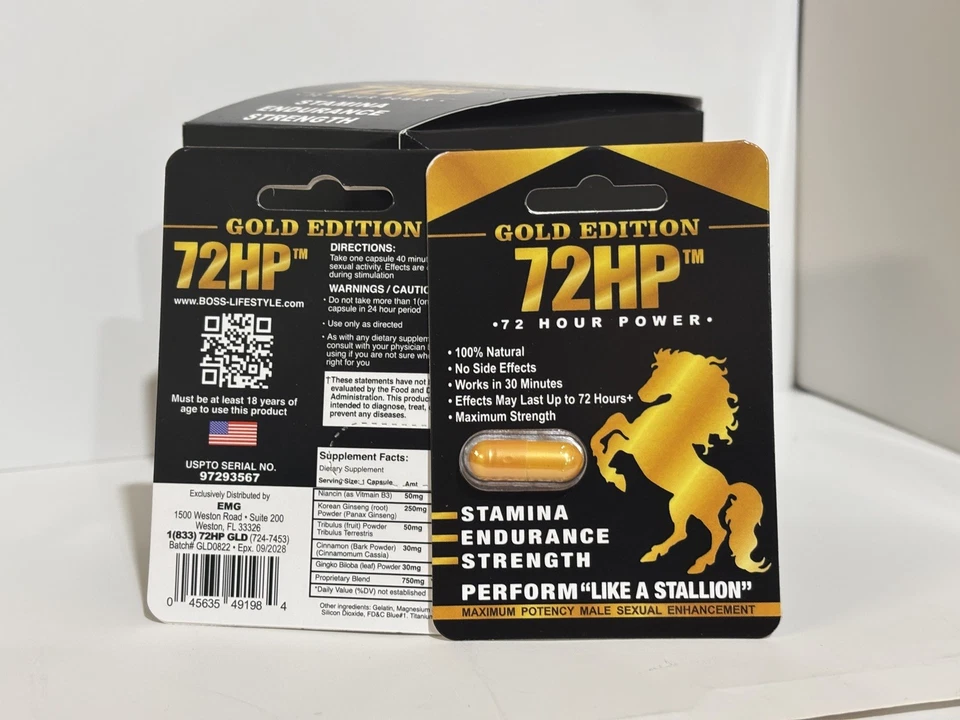 STAMINA
ENDURANCE
STRENGTH
GOLD EDITION
72HP™
www.BOSS-LIFESTYLE.com
Must be at least 18 years of
age to use this product
USPTO SERIAL NO.
97293567
Exclusively Distributed by
EMG
1500 Weston Road • Suite 200
Weston, FL 33326
1(833) 72HP GLD (724-7453)
Batch# GLD0822 • Epx. 09/2028
0 45635 49198 4
DIRECTIONS:
Take one capsule 40
sexual activity. Effects are
during stimulation
WARNINGS /
• Do not take more than
capsule in 24 hour period
• Use only as directed
• As with any dietary
consult with your physician
using if you are not sure
right for you
†These statements have not
evaluated by the Food and
Administration. This
intended to diagnose, treat,
prevent any diseases.
Supplement Facts:
Dietary Supplement
Serving Size: 1 Capsule Amt
Niancin (as Vitmain B3) 50mg
Korean Ginseng (root) 250mg
Powder (Panax Ginseng)
Tribulus (fruit) Powder 50mg
Tribulus Terrestris
Cinnamon (Bark Powder) 30mg
(Cinnamomum Cassia)
Gingko Biloba (leaf) Powder 30mg
Proprietary Blend 750mg
*Daily Value (%DV) not established
Other ingredients: Gelatin, Magnesium
Silicon Dioxide, FD&C Blue#1,
GOLD EDITION
72HP™
•72 HOUR POWER•
• 100% Natural
• No Side Effects
• Works in 30 Minutes
• Effects May Last Up to 72 Hours+
• Maximum Strength
STAMINA
ENDURANCE
STRENGTH
PERFORM "LIKE A STALLION"
MAXIMUM POTENCY MALE SEXUAL ENHANCEMENT